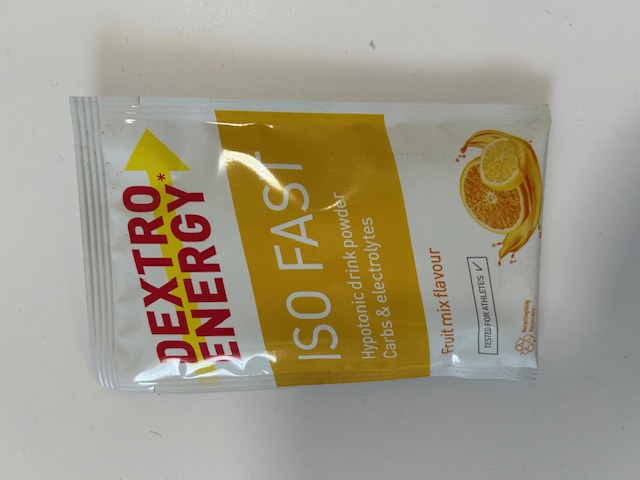 DEXTRO
ENERGY*
ISO FAST
Hypotonic drink powder
Carbs & electrolytes
Fruit mix flavour
TESTED FOR ATHLETES ✓